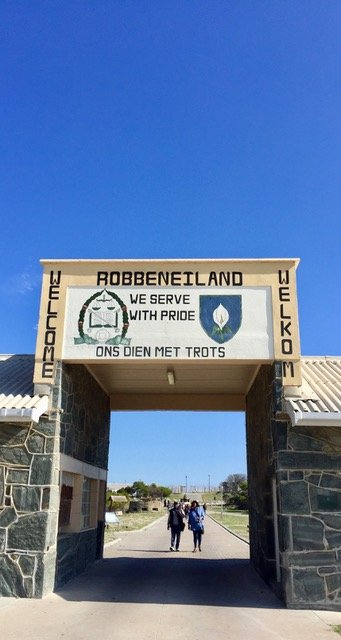 ROBBENEILAND
WELCOME
WE SERVE
WITH PRIDE
ONS DIEN MET TROTS
WELKOM